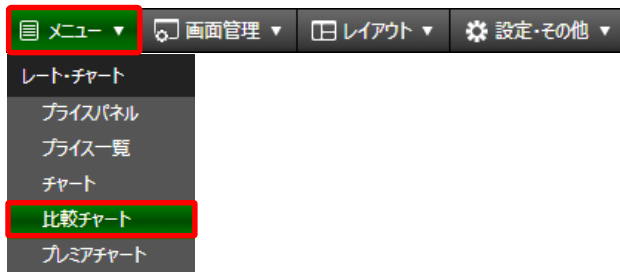 メニュー ▼ 画面管理 ▼ レイアウト ▼ 設定・その他 ▼
レート・チャート
プライスパネル
プライス一覧
チャート
比較チャート
プレミアチャート